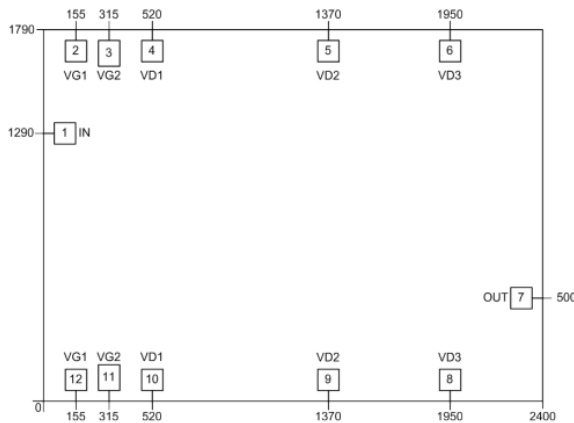 155 315 520 1370 1950
1790
2 3 4 5 6
VG1 VG2 VD1 VD2 VD3
1290 1 IN
OUT 7 500
VG1 VG2 VD1 VD2 VD3
12 11 10 9 8
0
155 315 520 1370 1950 2400